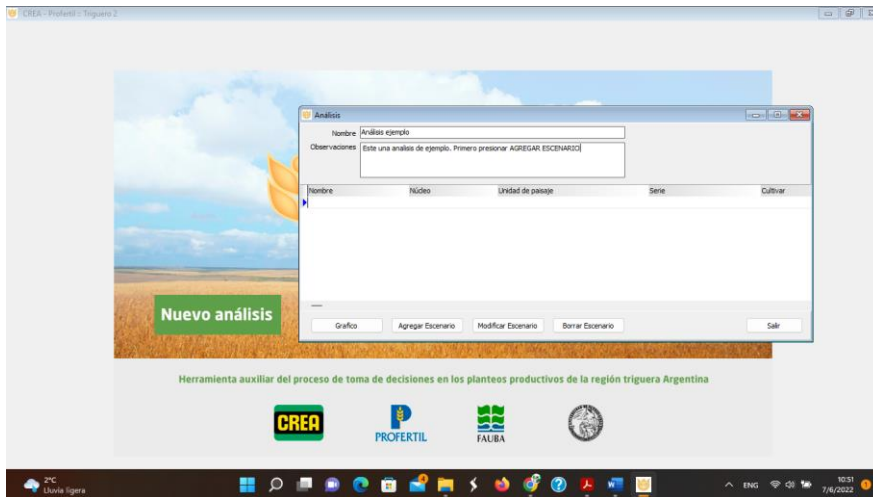 CREA - Profertil :: Triguero 2
Análisis
Nombre Análisis ejemplo
Observaciones Este una analisis de ejemplo. Primero presionar AGREGAR ESCENARIO
Nombre Núcleo Unidad de paisaje Serie Cultivar
Grafico Agregar Escenario Modificar Escenario Borrar Escenario Salir
Nuevo análisis
Herramienta auxiliar del proceso de toma de decisiones en los planteos productivos de la región triguera Argentina
CREA
PROFERTIL
FAUBA
2°C
Lluvia ligera
ENG
10:51
7/6/2022